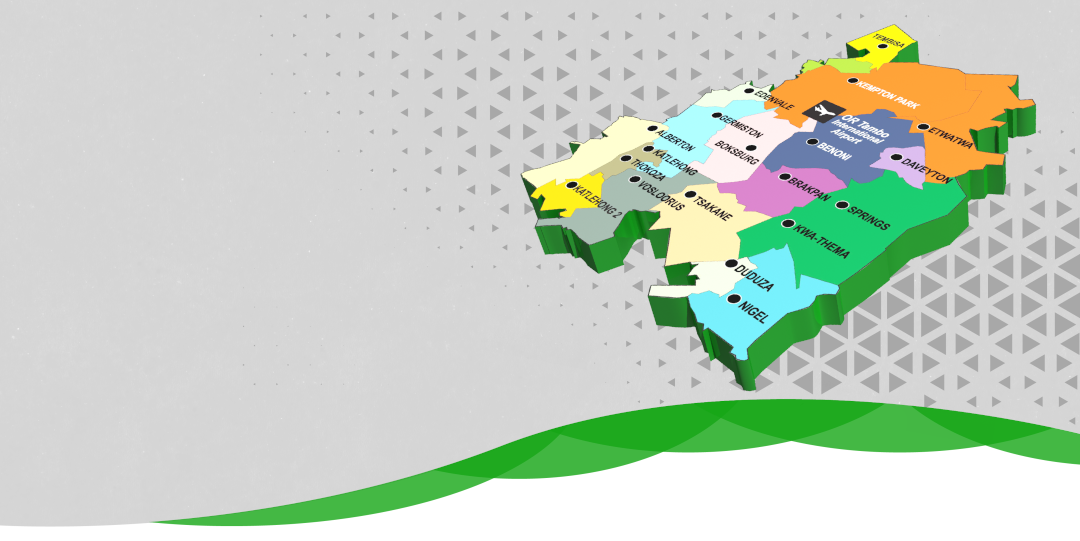 TEMBISA
KEMPTON PARK
EDENVALE
OR Tambo
International
Airport
ETWATWA
GERMISTON
ALBERTON
BOKSBURG
BENONI
DAVEYTON
KATLEHONG
THOKOZA
BRAKPAN
KATLEHONG 2
VOSLOORUS
TSAKANE
SPRINGS
KWA-THEMA
DUDUZA
NIGEL